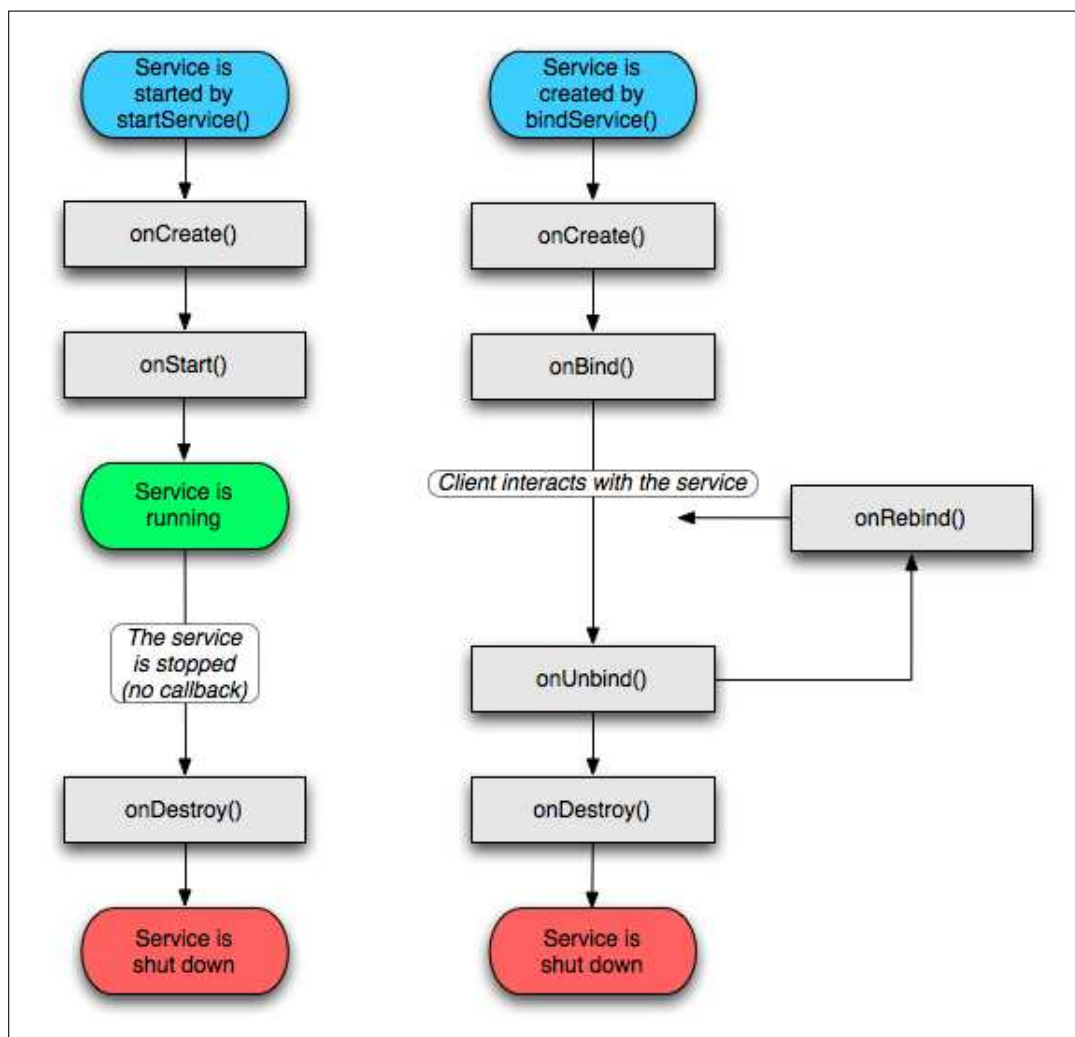 Service is
started by
startService()
onCreate()
onStart()
Service is
running
The service
is stopped
(no callback)
onDestroy()
Service is
shut down
Service is
created by
bindService()
onCreate()
onBind()
Client interacts with the service
onRebind()
onUnbind()
onDestroy()
Service is
shut down